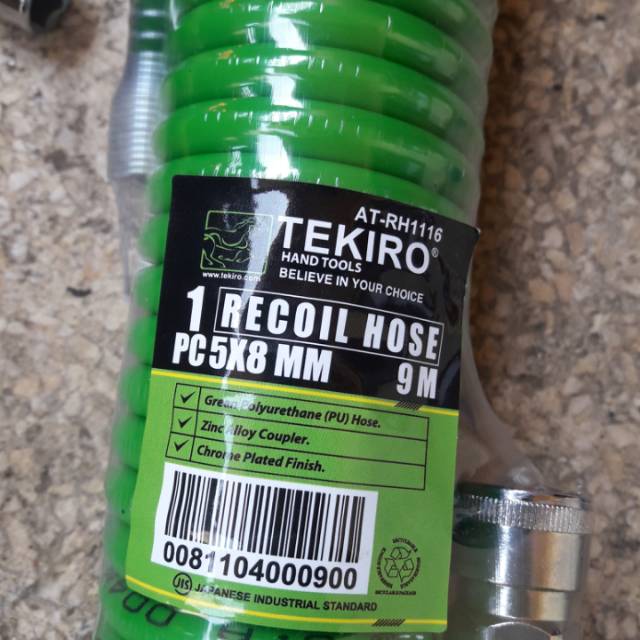 AT-RH1116
TEKIRO®
HAND TOOLS
BELIEVE IN YOUR CHOICE
www.tekiro.com
1 RECOIL HOSE
PC 5X8 MM 9 M
Green Polyurethane (PU) Hose.
Zinc Alloy Coupler.
Chrome Plated Finish.
0081104000900
JIS JAPANESE INDUSTRIAL STANDARD